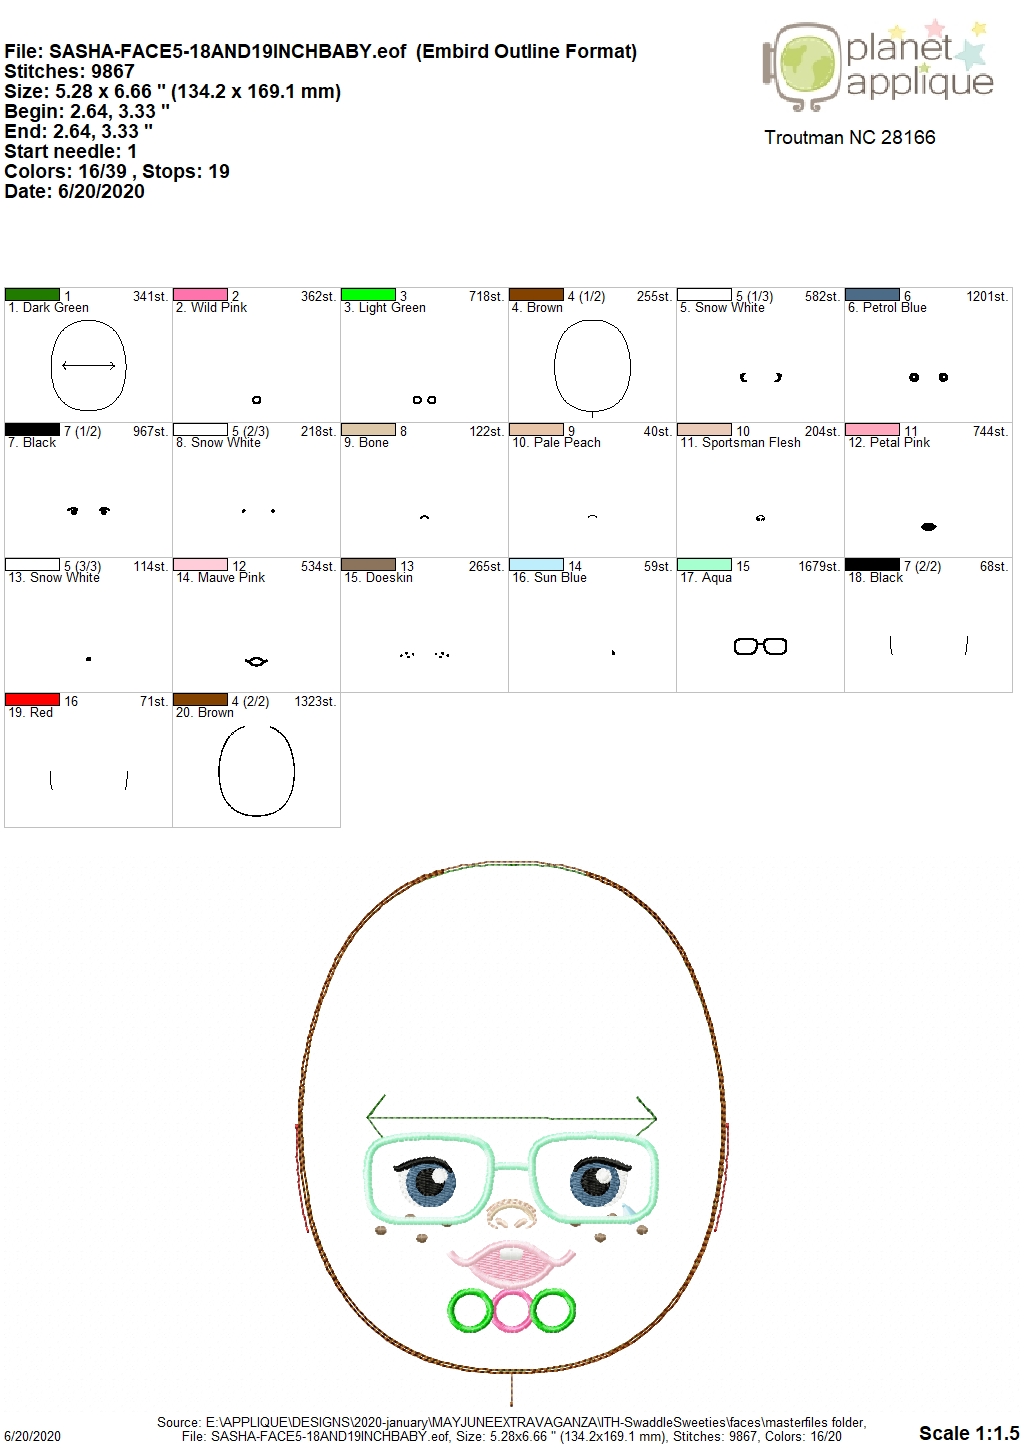 File: SASHA-FACE5-18AND19INCHBABY.eof (Embird Outline Format)
Stitches: 9867
Size: 5.28 x 6.66 " (134.2 x 169.1 mm)
Begin: 2.64, 3.33 "
End: 2.64, 3.33 "
Start needle: 1
Colors: 16/39 , Stops: 19
Date: 6/20/2020
planet
applique
Troutman NC 28166
1 341st. 2 362st. 3 718st. 4 (1/2) 255st. 5 (1/3) 582st. 6 1201st.
1. Dark Green 2. Wild Pink 3. Light Green 4. Brown 5. Snow White 6. Petrol Blue
7 (1/2) 967st. 5 (2/3) 218st. 8 122st. 9 40st. 10 204st. 11 744st.
7. Black 8. Snow White 9. Bone 10. Pale Peach 11. Sportsman Flesh 12. Petal Pink
5 (3/3) 114st. 12 534st. 13 265st. 14 59st. 15 1679st. 7 (2/2) 68st.
13. Snow White 14. Mauve Pink 15. Doeskin 16. Sun Blue 17. Aqua 18. Black
16 71st. 4 (2/2) 1323st.
19. Red 20. Brown
Source: E:\APPLIQUE\DESIGNS\2020-january\MAYJUNEEXTRAVAGANZA\ITH-SwaddleSweeties\faces\masterfiles folder,
6/20/2020 File: SASHA-FACE5-18AND19INCHBABY.eof, Size: 5.28x6.66 " (134.2x169.1 mm), Stitches: 9867, Colors: 16/20 Scale 1:1.5